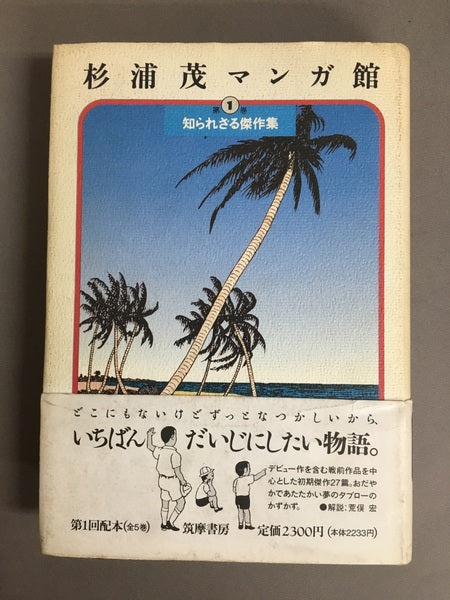 杉浦茂マンガ館
第1巻
知られざる傑作集
どこにもないけどずっとなつかしいから、
いちばん だいじにしたい物語。
デビュー作を含む戦前作品を中
心とした初期傑作27篇。おだや
かであたたかい夢のタブローの
かずかず。 ●解説:荒俣 宏
第1回配本(全5巻) 筑摩書房 定価2300円(本体2233円)